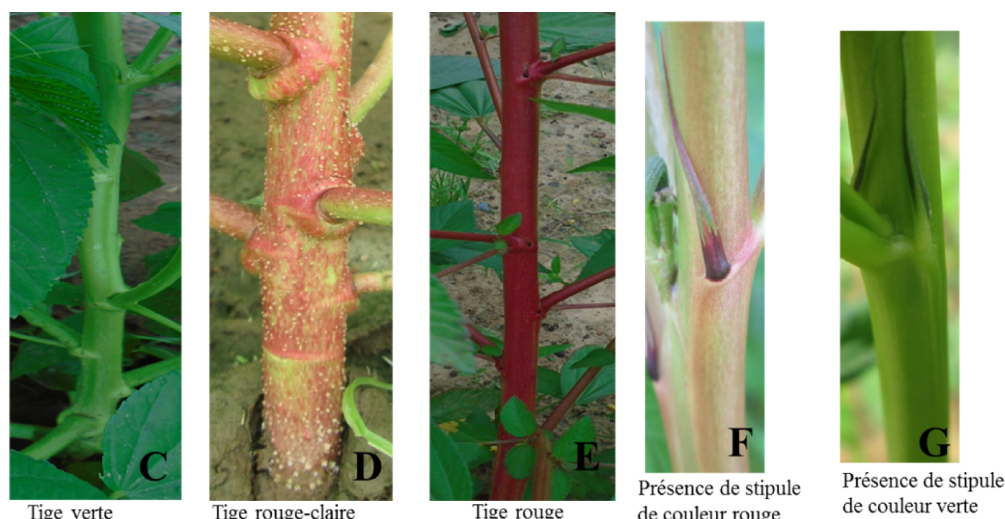 C
D
E
F
G
Tige verte
Tige rouge-claire
Tige rouge
Présence de stipule
de couleur rouge
Présence de stipule
de couleur verte